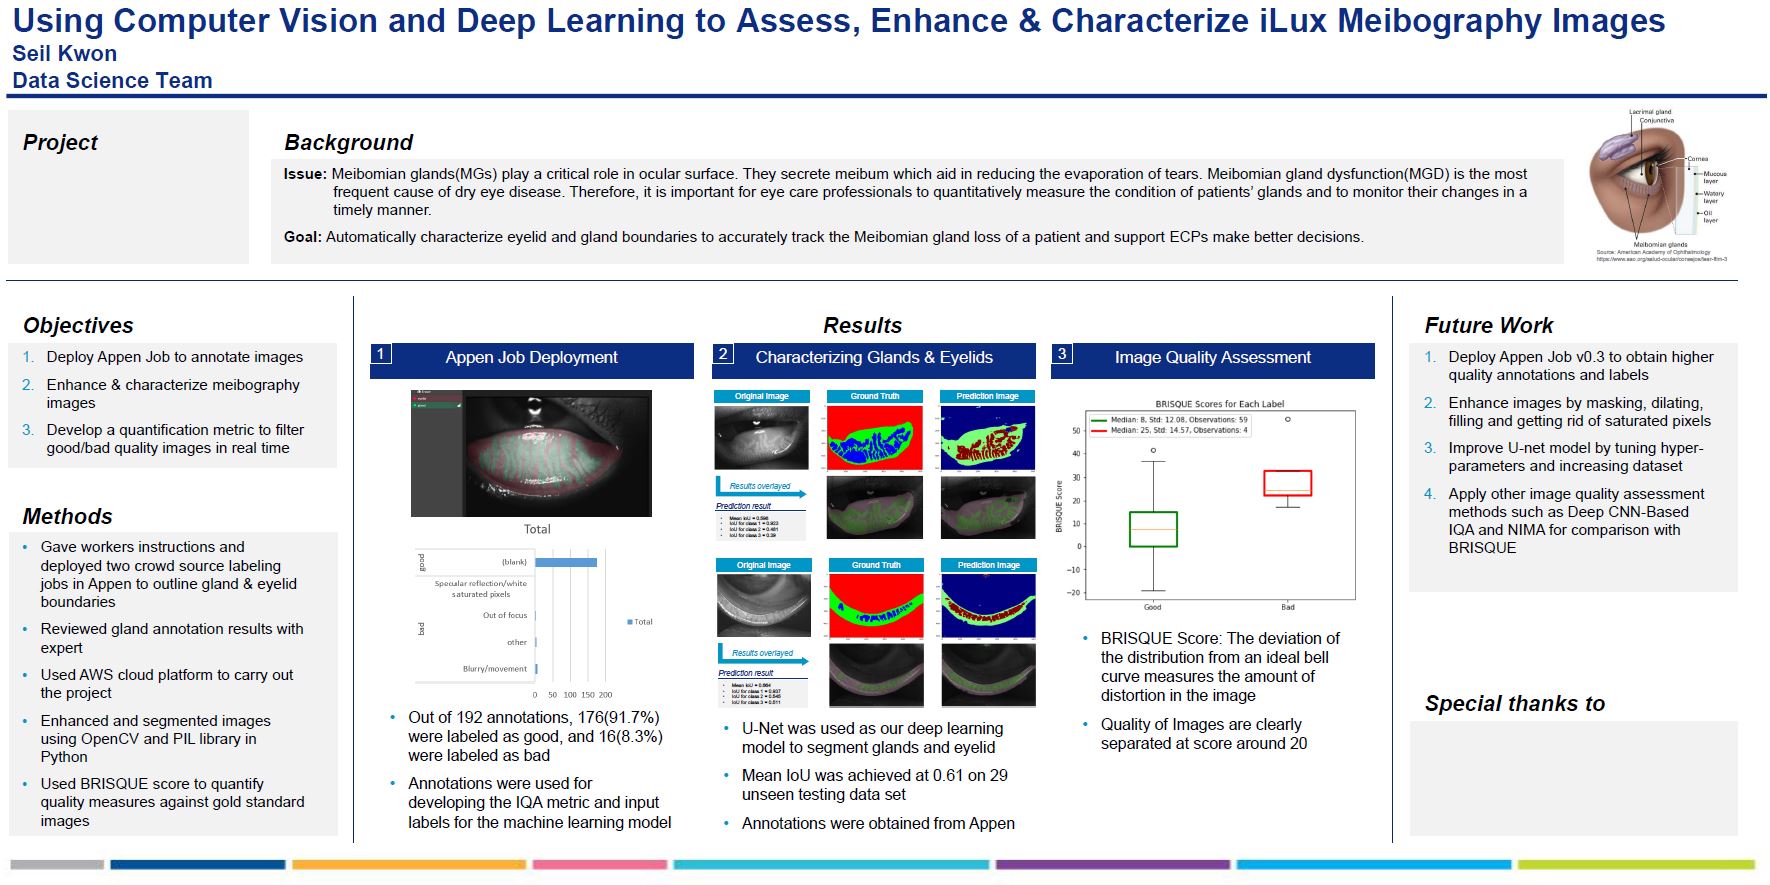 Using Computer Vision and Deep Learning to Assess, Enhance & Characterize iLux Meibography Images
Seil Kwon
Data Science Team
Project
Background
Issue: Meibomian glands(MGs) play a critical role in ocular surface. They secrete meibum which aid in reducing the evaporation of tears. Meibomian gland dysfunction(MGD) is the most
frequent cause of dry eye disease. Therefore, it is important for eye care professionals to quantitatively measure the condition of patients' glands and to monitor their changes in a
timely manner.
Goal: Automatically characterize eyelid and gland boundaries to accurately track the Meibomian gland loss of a patient and support ECPs make better decisions.
Lacrimal gland
Conjunctiva
Cornea
Mucous
layer
Watery
layer
Oil
layer
Meibomian glands
Source: American Academy of Ophthalmology
https://www.aao.org/salud-ocular/consejos/tear-film-3
Objectives
1. Deploy Appen Job to annotate images
2. Enhance & characterize meibography
images
3. Develop a quantification metric to filter
good/bad quality images in real time
Methods
• Gave workers instructions and
deployed two crowd source labeling
jobs in Appen to outline gland & eyelid
boundaries
• Reviewed gland annotation results with
expert
• Used AWS cloud platform to carry out
the project
• Enhanced and segmented images
using OpenCV and PIL library in
Python
• Used BRISQUE score to quantify
quality measures against gold standard
images
Results
1 Appen Job Deployment
Total
good
(blank)
bad
Specular reflection/white
saturated pixels
Out of focus
other
Blurry/movement
Total
0 50 100 150 200
• Out of 192 annotations, 176(91.7%)
were labeled as good, and 16(8.3%)
were labeled as bad
• Annotations were used for
developing the IQA metric and input
labels for the machine learning model
2 Characterizing Glands & Eyelids
Original Image Ground Truth Prediction Image
Results overlayed
Prediction result
• Mean IoU = 0.598
• IoU for class 1 = 0.923
• IoU for class 2 = 0.481
• IoU for class 3 = 0.39
Original Image Ground Truth Prediction Image
Results overlayed
Prediction result
• Mean IoU = 0.664
• IoU for class 1 = 0.937
• IoU for class 2 = 0.545
• IoU for class 3 = 0.511
• U-Net was used as our deep learning
model to segment glands and eyelid
• Mean IoU was achieved at 0.61 on 29
unseen testing data set
• Annotations were obtained from Appen
3 Image Quality Assessment
BRISQUE Scores for Each Label
Median: 8, Std: 12.08, Observations: 59
Median: 25, Std: 14.57, Observations: 4
BRISQUE Score
50
40
30
20
10
0
−10
−20
Good Bad
• BRISQUE Score: The deviation of
the distribution from an ideal bell
curve measures the amount of
distortion in the image
• Quality of Images are clearly
separated at score around 20
Future Work
1. Deploy Appen Job v0.3 to obtain higher
quality annotations and labels
2. Enhance images by masking, dilating,
filling and getting rid of saturated pixels
3. Improve U-net model by tuning hyper-
parameters and increasing dataset
4. Apply other image quality assessment
methods such as Deep CNN-Based
IQA and NIMA for comparison with
BRISQUE
Special thanks to